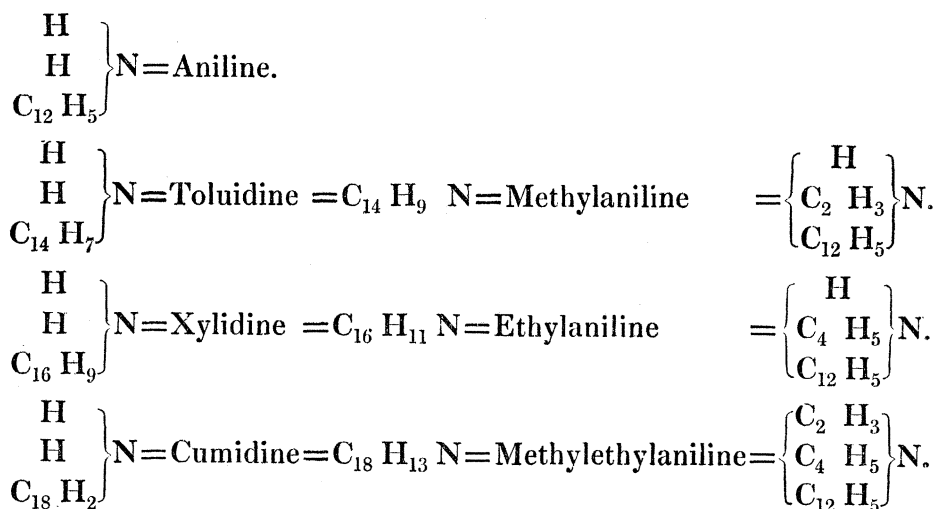 H
H } N=Aniline.
C₁₂ H₅
H
H } N=Toluidine =C₁₄ H₉ N=Methylaniline = { H
C₂ H₃
C₁₂ H₅ } N.
C₁₄ H₇
H
H } N=Xylidine =C₁₆ H₁₁ N=Ethylaniline = { H
C₄ H₅
C₁₂ H₅ } N.
C₁₆ H₉
H
H } N=Cumidine=C₁₈ H₁₃ N=Methylethylaniline= { C₂ H₃
C₄ H₅
C₁₂ H₅ } N.
C₁₈ H₂